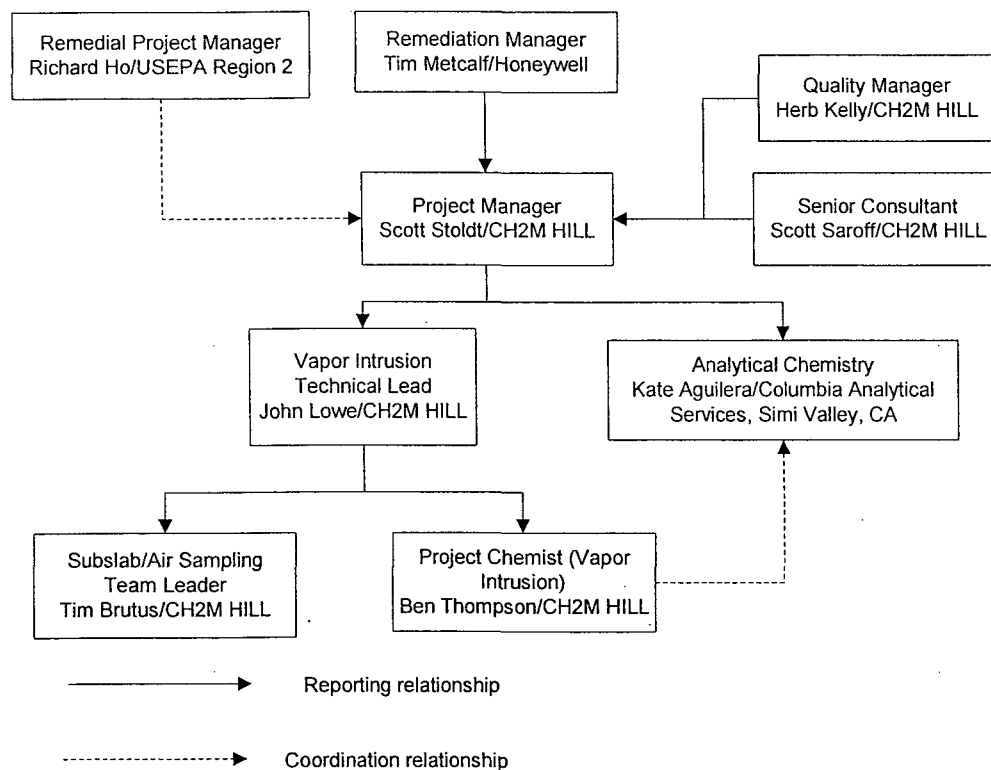 Remedial Project Manager
Richard Ho/USEPA Region 2
Remediation Manager
Tim Metcalf/Honeywell
Quality Manager
Herb Kelly/CH2M HILL
Project Manager
Scott Stoldt/CH2M HILL
Senior Consultant
Scott Saroff/CH2M HILL
Vapor Intrusion
Technical Lead
John Lowe/CH2M HILL
Analytical Chemistry
Kate Aguilera/Columbia Analytical
Services, Simi Valley, CA
Subslab/Air Sampling
Team Leader
Tim Brutus/CH2M HILL
Project Chemist (Vapor
Intrusion)
Ben Thompson/CH2M HILL
Reporting relationship
Coordination relationship